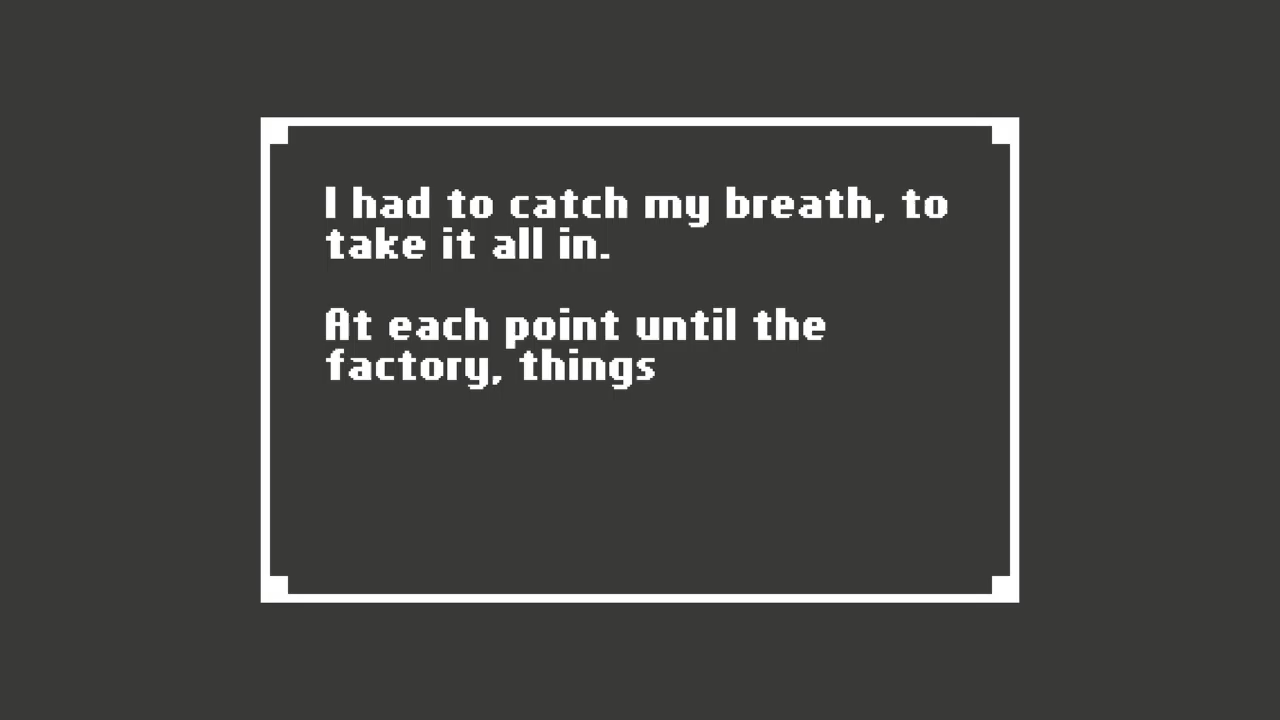 I had to catch my breath, to
take it all in.
At each point until the
factory, things